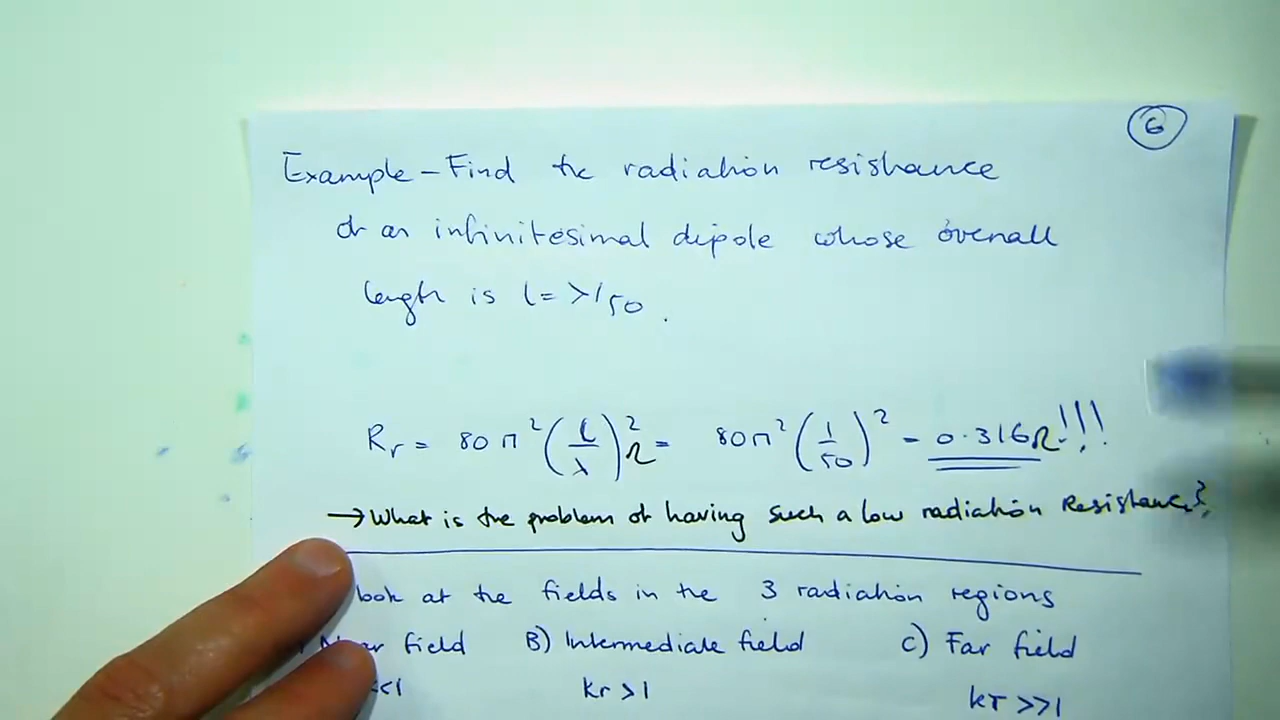 6
Example - Find the radiation resistance
of an infinitesimal dipole whose overall
length is l = λ/50.
Rr = 80π²(l/λ)²Ω = 80π²(1/50)² = 0.316Ω!!!
→ What is the problem of having such a low radiation Resistance?
look at the fields in the 3 radiation regions
field B) Intermediate field C) Far field
<<1 kr > 1 kr >> 1